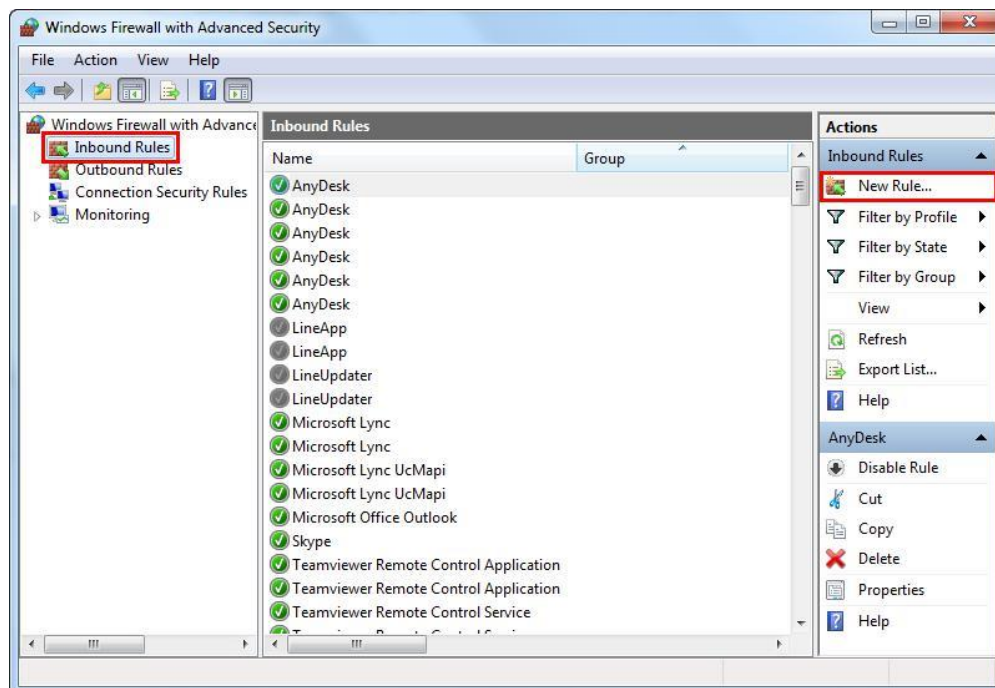 Windows Firewall with Advanced Security
File Action View Help
Windows Firewall with Advance
Inbound Rules
Outbound Rules
Connection Security Rules
Monitoring
Inbound Rules
Name Group
AnyDesk
AnyDesk
AnyDesk
AnyDesk
AnyDesk
AnyDesk
LineApp
LineApp
LineUpdater
LineUpdater
Microsoft Lync
Microsoft Lync
Microsoft Lync UcMapi
Microsoft Lync UcMapi
Microsoft Office Outlook
Skype
Teamviewer Remote Control Application
Teamviewer Remote Control Application
Teamviewer Remote Control Service
Actions
Inbound Rules
New Rule...
Filter by Profile
Filter by State
Filter by Group
View
Refresh
Export List...
Help
AnyDesk
Disable Rule
Cut
Copy
Delete
Properties
Help